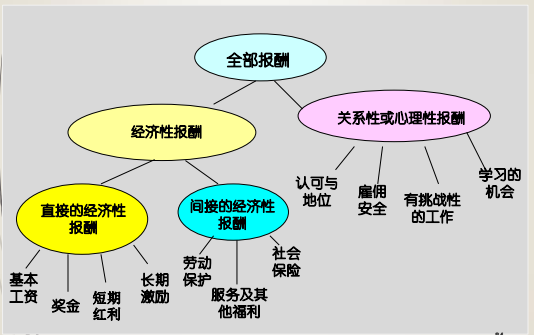 全部报酬
经济性报酬
关系性或心理性报酬
直接的经济性
报酬
间接的经济性
报酬
认可与
地位
雇佣
安全
有挑战性
的工作
学习的
机会
基本
工资
奖金
短期
红利
长期
激励
劳动
保护
服务及其
他福利
社会
保险